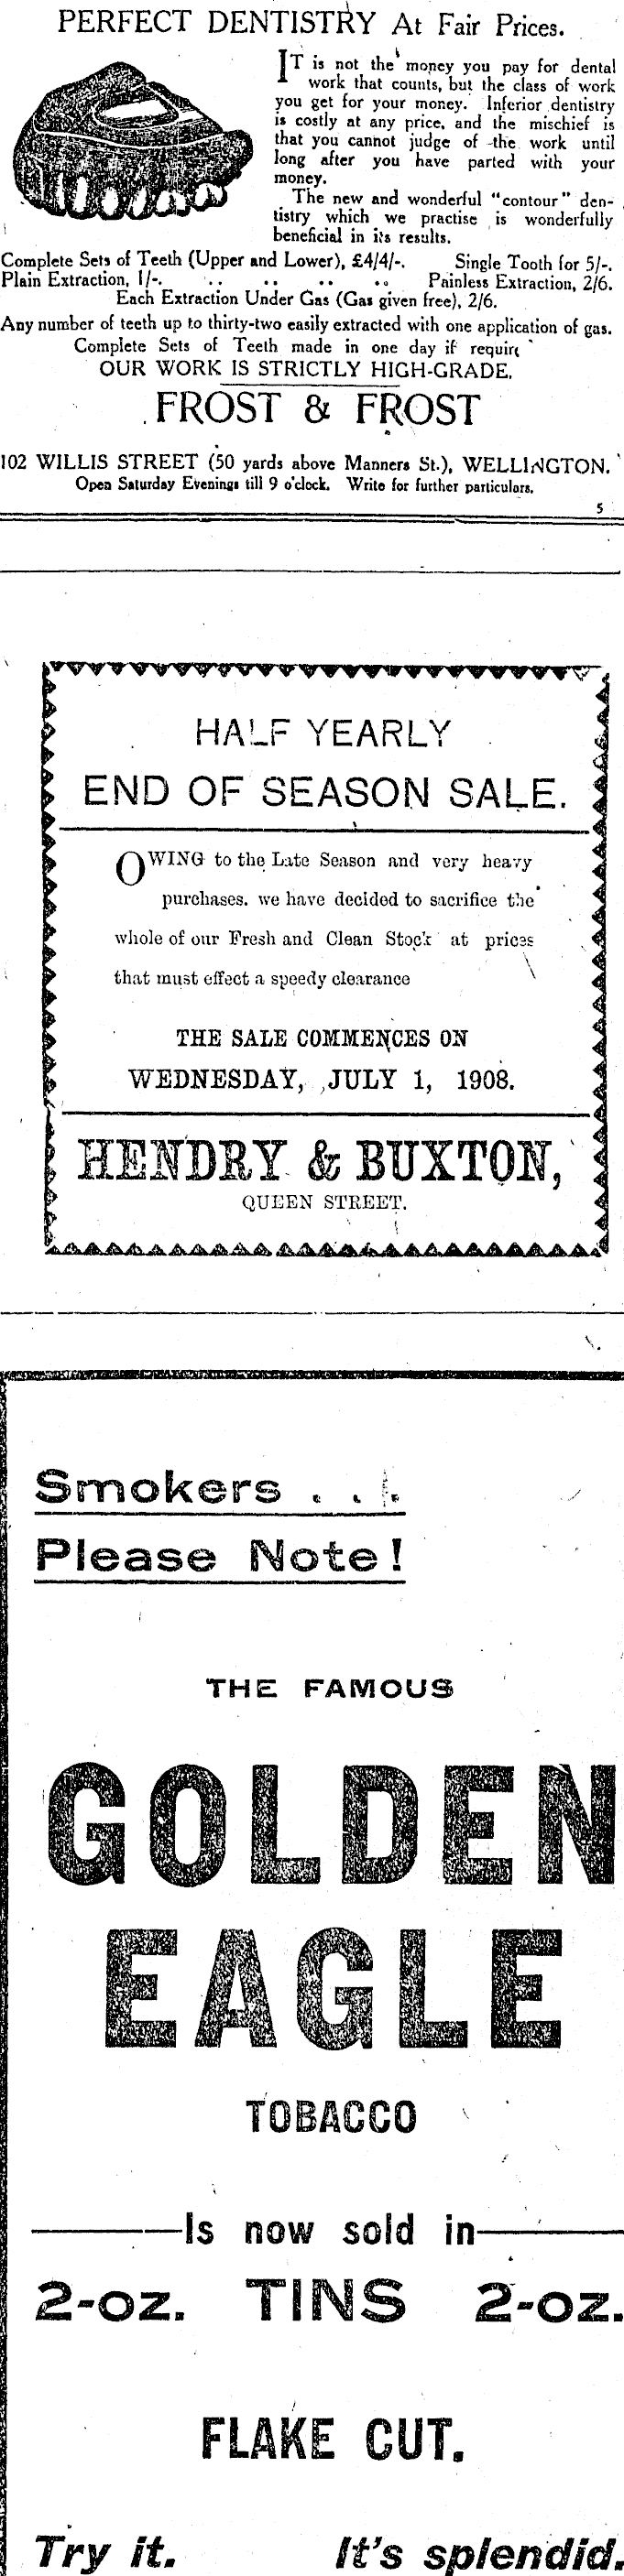 PERFECT DENTISTRY At Fair Prices.
IT is not the money you pay for dental
work that counts, but the class of work
you get for your money. Inferior dentistry
is costly at any price, and the mischief is
that you cannot judge of the work until
long after you have parted with your
money.
The new and wonderful "contour" den-
tistry which we practise is wonderfully
beneficial in its results.
Complete Sets of Teeth (Upper and Lower), £4/4/-. Single Tooth for 5/-.
Plain Extraction, 1/-. .. .. .. .. Painless Extraction, 2/6.
Each Extraction Under Gas (Gas given free), 2/6.
Any number of teeth up to thirty-two easily extracted with one application of gas.
Complete Sets of Teeth made in one day if
OUR WORK IS STRICTLY HIGH-GRADE.
FROST & FROST
102 WILLIS STREET (50 yards above Manners St.), WELLINGTON.
Open Saturday Evenings till 9 o'clock. Write for further particulars.
5
HALF YEARLY
END OF SEASON SALE.
OWING to the Late Season and very heavy
purchases. we have decided to sacrifice the
whole of our Fresh and Clean Stock at prices
that must effect a speedy clearance
THE SALE COMMENCES ON
WEDNESDAY, JULY 1, 1908.
HENDRY & BUXTON,
QUEEN STREET.
Smokers . . .
Please Note!
THE FAMOUS
GOLDEN
EAGLE
TOBACCO
Is now sold in
2-oz. TINS 2-oz.
FLAKE CUT.
Try it. It's splendid.